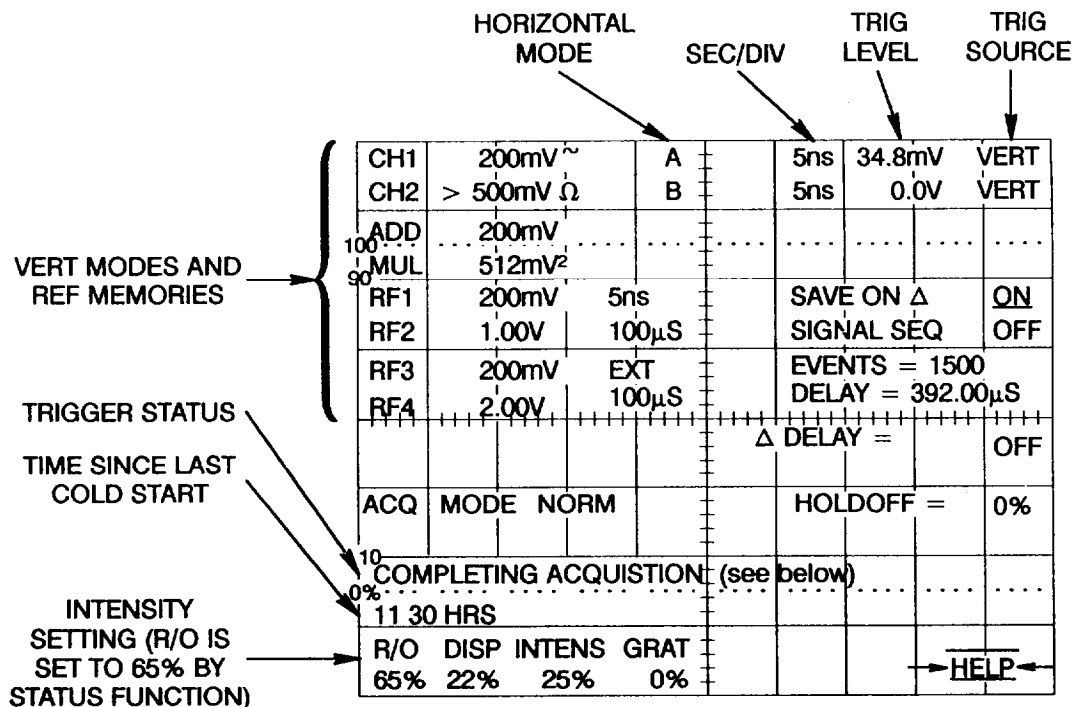 HORIZONTAL
MODE
SEC/DIV
TRIG
LEVEL
TRIG
SOURCE
VERT MODES AND
REF MEMORIES
TRIGGER STATUS
TIME SINCE LAST
COLD START
INTENSITY
SETTING (R/O IS
SET TO 65% BY
STATUS FUNCTION)
CH1 200mV ~ A 5ns 34.8mV VERT
CH2 > 500mV Ω B 5ns 0.0V VERT
ADD 200mV
100
MUL 512mV²
90
RF1 200mV 5ns SAVE ON Δ ON
RF2 1.00V 100µS SIGNAL SEQ OFF
RF3 200mV EXT EVENTS = 1500
RF4 2.00V 100µS DELAY = 392.00µS
Δ DELAY = OFF
ACQ MODE NORM HOLDOFF = 0%
10
COMPLETING ACQUISTION (see below)
0%
11 30 HRS
R/O DISP INTENS GRAT
65% 22% 25% 0%
HELP